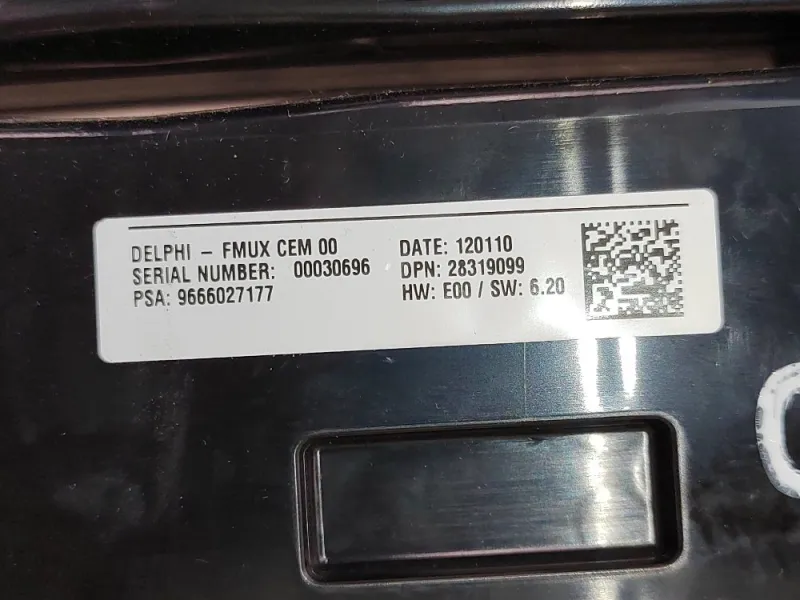 DELPHI - FMUX CEM 00
SERIAL NUMBER: 00030696
PSA: 9666027177
DATE: 120110
DPN: 28319099
HW: E00 / SW: 6.20